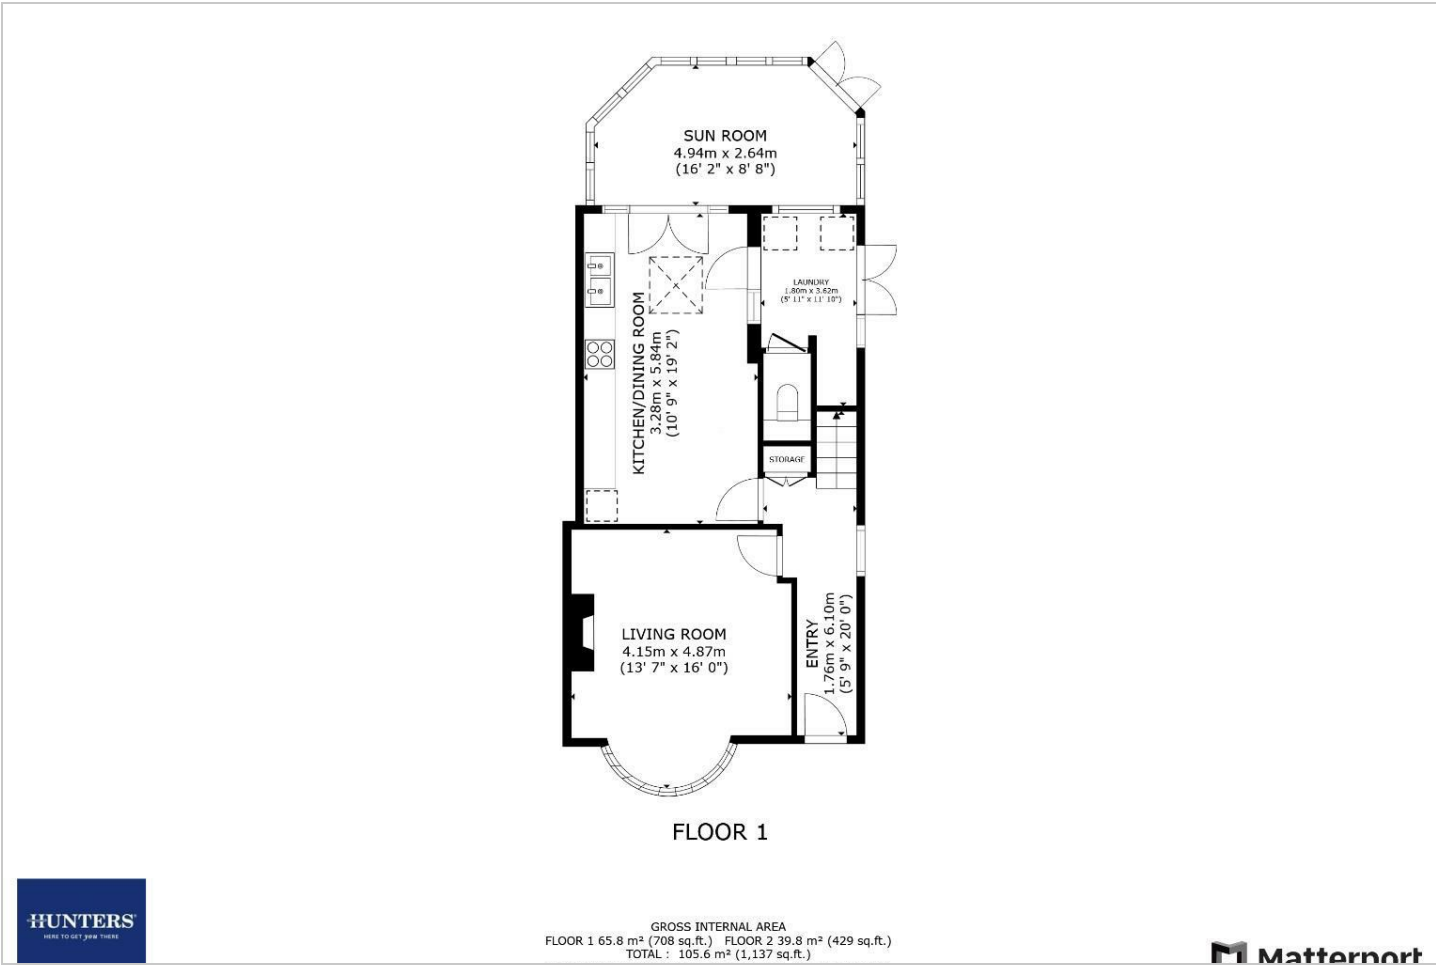 SUN ROOM
4.94m x 2.64m
(16' 2" x 8' 8")
LAUNDRY
1.80m x 3.62m
(5' 11" x 11' 10")
KITCHEN/DINING ROOM
3.28m x 5.84m
(10' 9" x 19' 2")
STORAGE
LIVING ROOM
4.15m x 4.87m
(13' 7" x 16' 0")
ENTRY
1.76m x 6.10m
(5' 9" x 20' 0")
FLOOR 1
HUNTERS
HERE TO GET you THERE
GROSS INTERNAL AREA
FLOOR 1 65.8 m² (708 sq.ft.) FLOOR 2 39.8 m² (429 sq.ft.)
TOTAL : 105.6 m² (1,137 sq.ft.)
Matterport